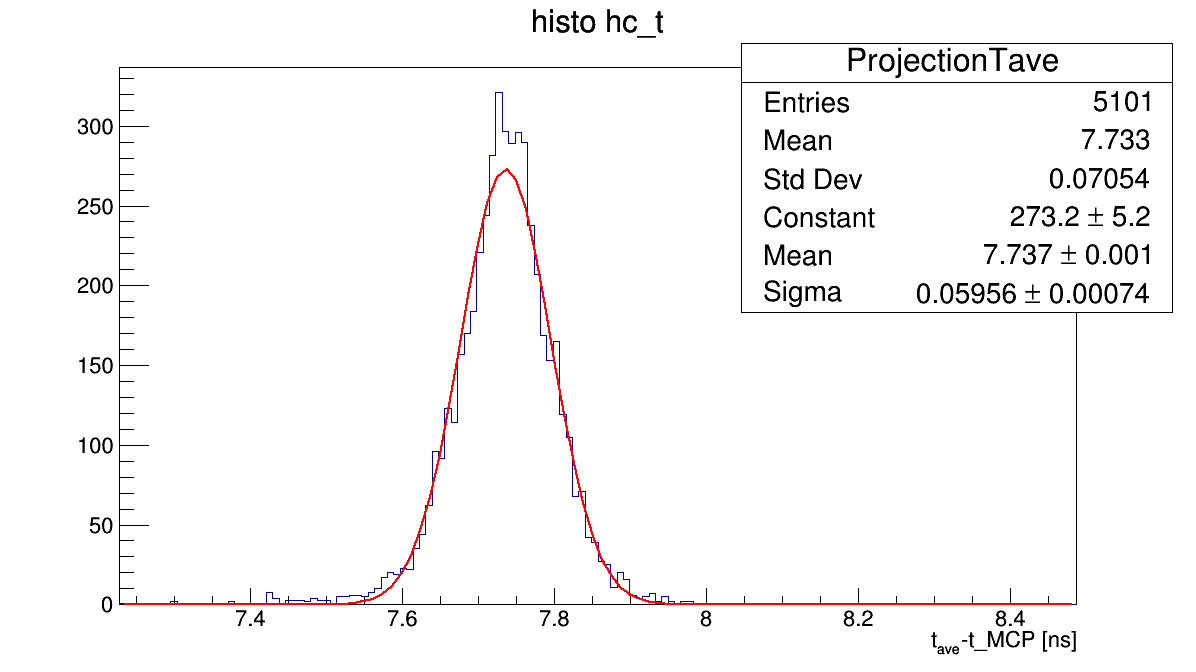 histo hc_t
ProjectionTave
Entries 5101
Mean 7.733
Std Dev 0.07054
Constant 273.2 ± 5.2
Mean 7.737 ± 0.001
Sigma 0.05956 ± 0.00074
300
250
200
150
100
50
0
7.4 7.6 7.8 8 8.2 8.4
tave-t_MCP [ns]